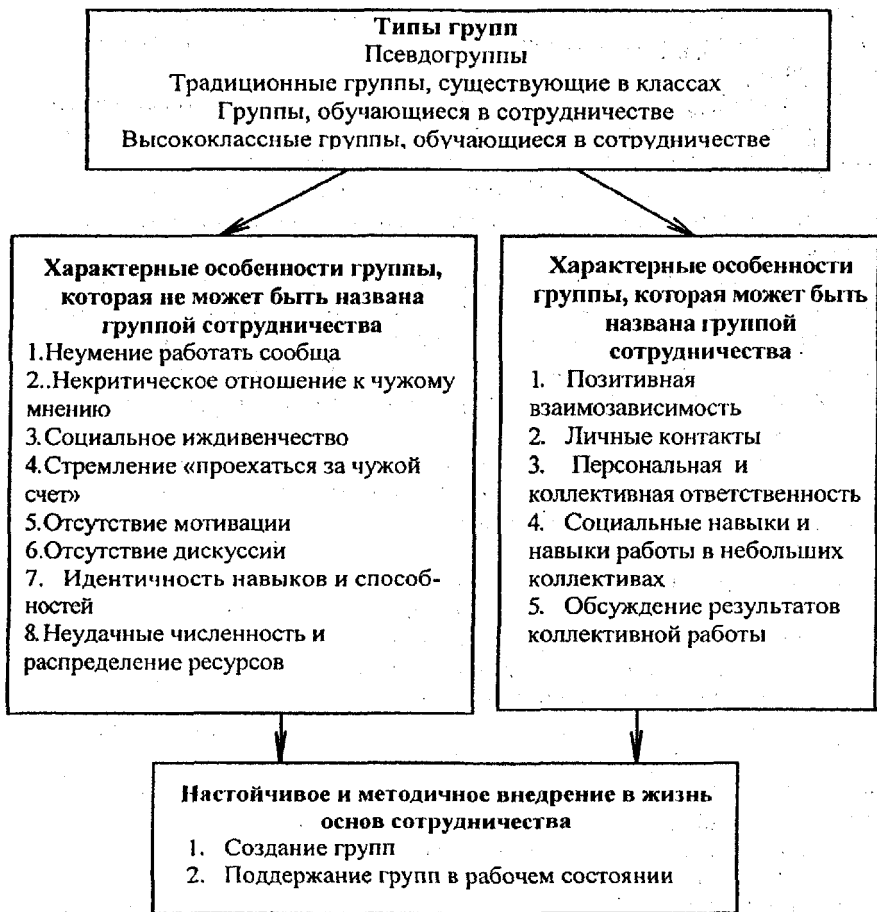 Типы групп
Псевдогруппы
Традиционные группы, существующие в классах
Группы, обучающиеся в сотрудничестве
Высококлассные группы, обучающиеся в сотрудничестве
Характерные особенности группы,
которая не может быть названа
группой сотрудничества
1.Неумение работать сообща
2..Некритическое отношение к чужому
мнению
3.Социальное иждивенчество
4.Стремление «проехаться за чужой
счет»
5.Отсутствие мотивации
6.Отсутствие дискуссий
7. Идентичность навыков и способ-
ностей
8.Неудачные численность и
распределение ресурсов
Характерные особенности
группы, которая может быть
названа группой
сотрудничества
1. Позитивная
взаимозависимость
2. Личные контакты
3. Персональная и
коллективная ответственность
4. Социальные навыки и
навыки работы в небольших
коллективах
5. Обсуждение результатов
коллективной работы
Настойчивое и методичное внедрение в жизнь
основ сотрудничества
1. Создание групп
2. Поддержание групп в рабочем состоянии